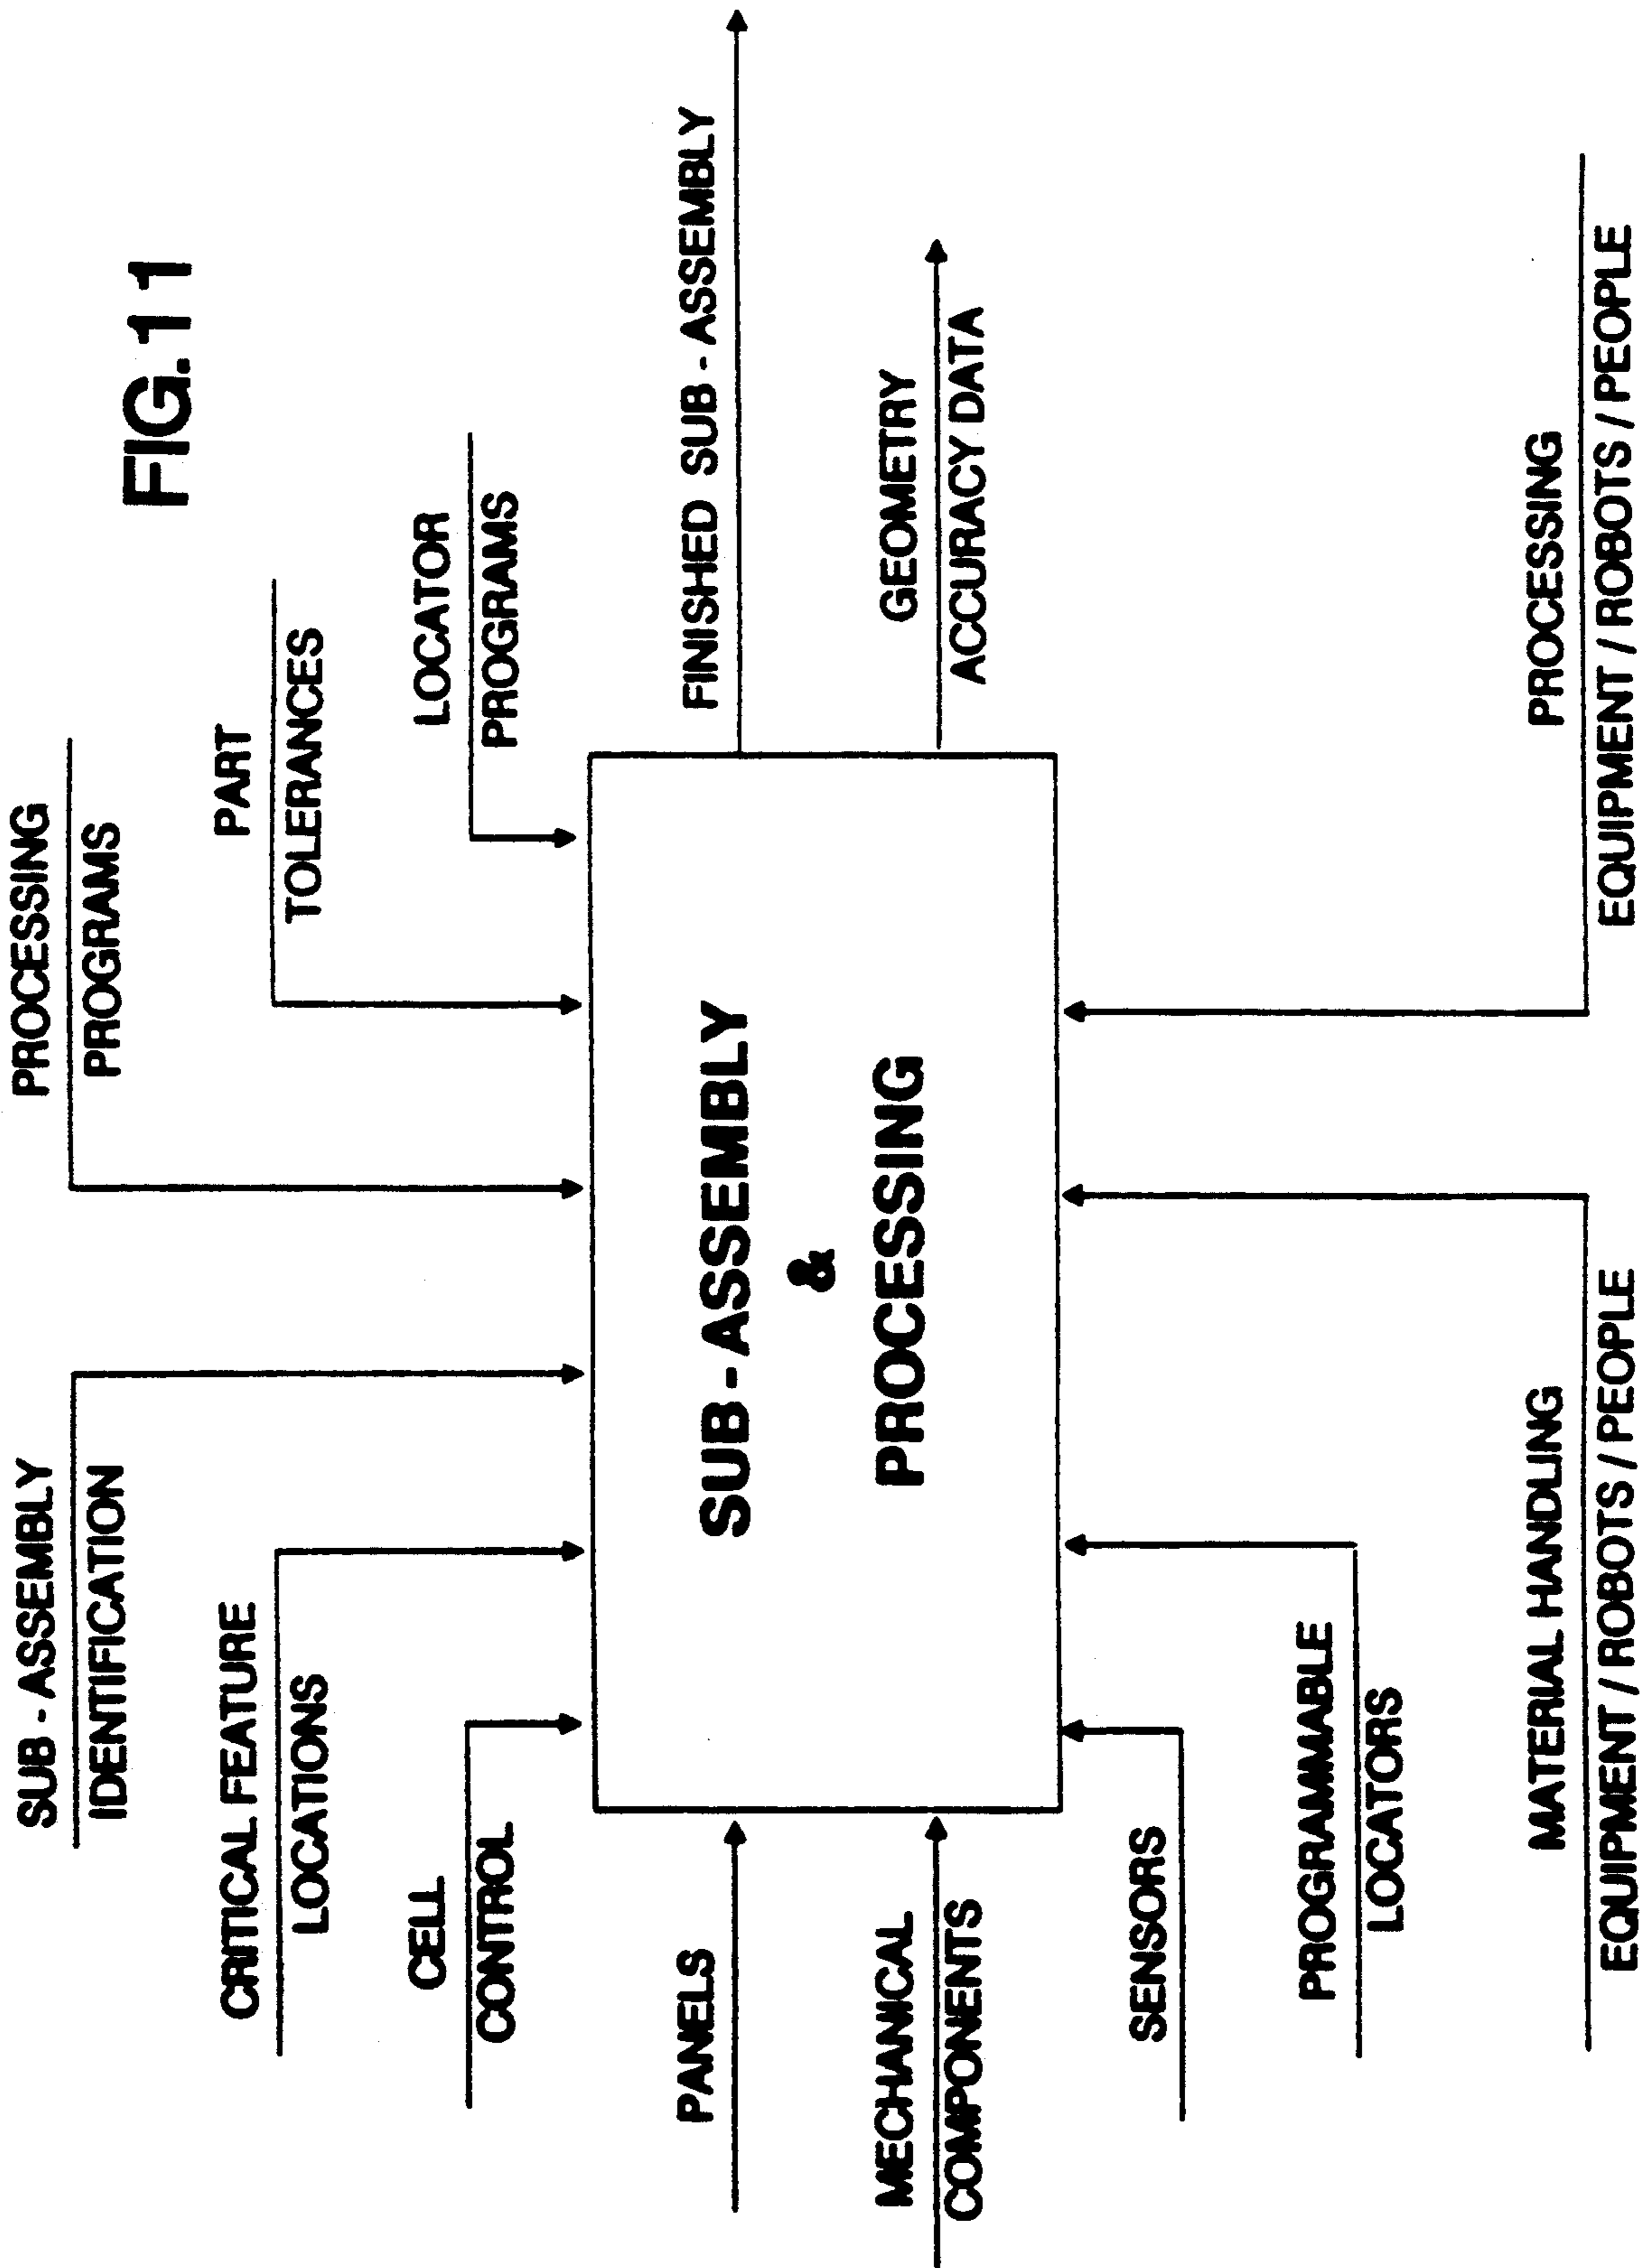 FIG.11
SUB - ASSEMBLY
IDENTIFICATION
PROCESSING
PROGRAMS
CRITICAL FEATURE
LOCATIONS
PART
TOLERANCES
CELL
CONTROL
LOCATOR
PROGRAMS
PANELS
SUB - ASSEMBLY
&
PROCESSING
FINISHED SUB - ASSEMBLY
MECHANICAL
COMPONENTS
GEOMETRY
ACCURACY DATA
SENSORS
PROGRAMMABLE
LOCATORS
MATERIAL HANDLING
EQUIPMENT / ROBOTS / PEOPLE
PROCESSING
EQUIPMENT / ROBOTS / PEOPLE